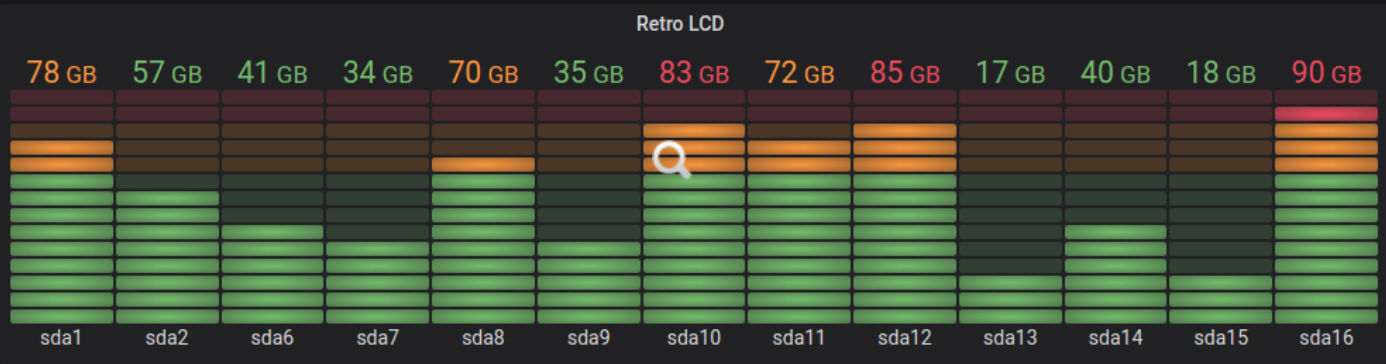 Retro LCD
78 GB 57 GB 41 GB 34 GB 70 GB 35 GB 83 GB 72 GB 85 GB 17 GB 40 GB 18 GB 90 GB
sda1 sda2 sda6 sda7 sda8 sda9 sda10 sda11 sda12 sda13 sda14 sda15 sda16